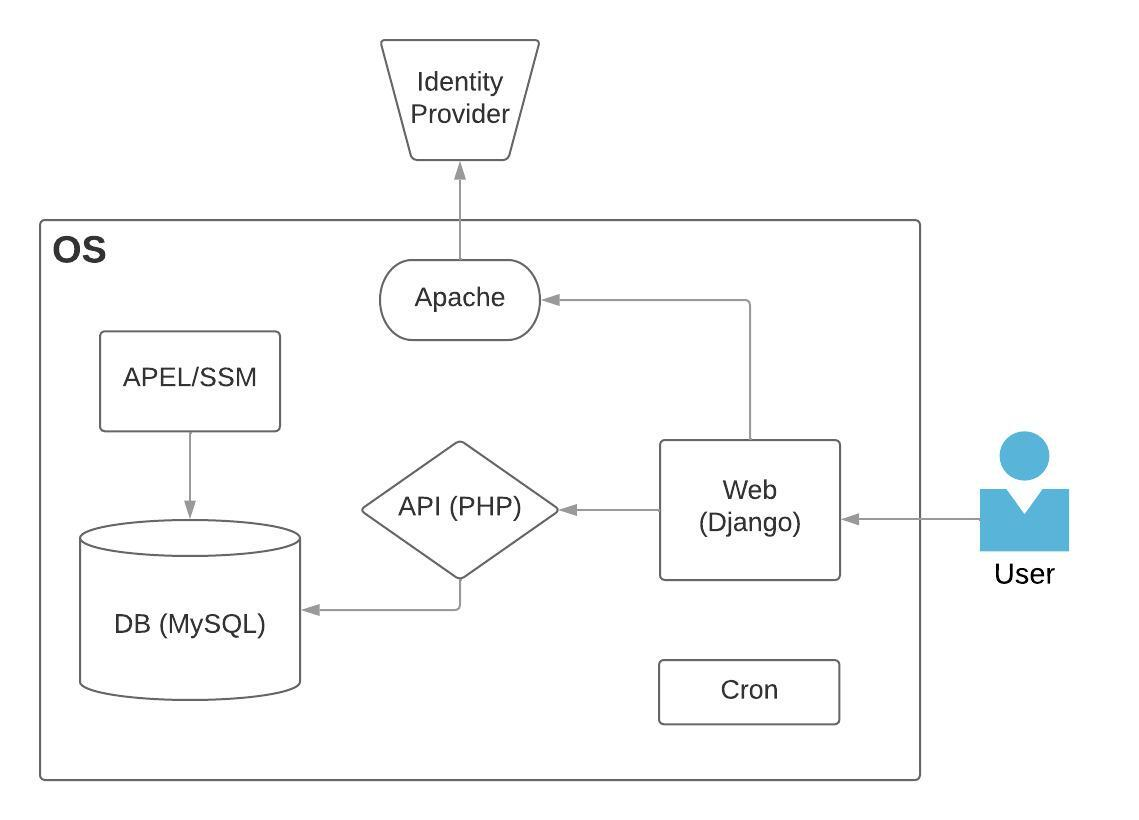 Identity
Provider
OS
Apache
APEL/SSM
API (PHP)
Web
(Django)
User
DB (MySQL)
Cron